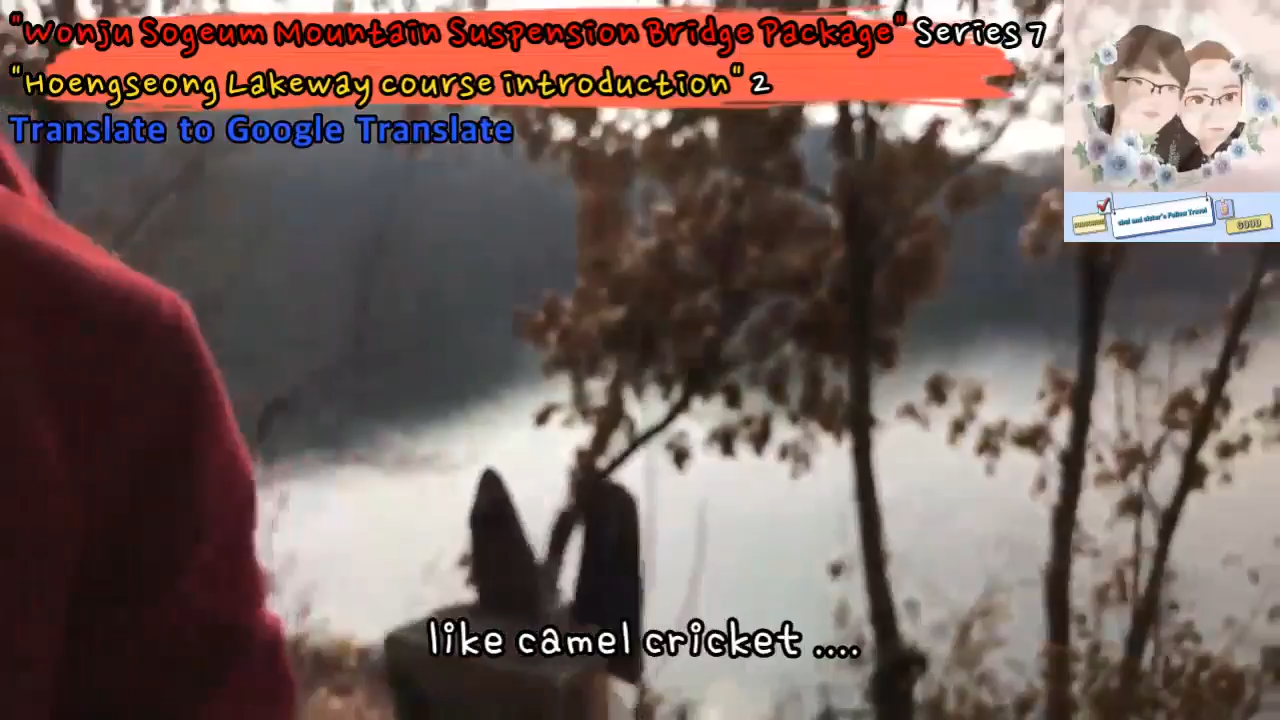 "Wonju Sogeum Mountain Suspension Bridge Package" Series 7
"Hoengseong Lakeway course introduction" 2
Translate to Google Translate
GOOD
like camel cricket ....